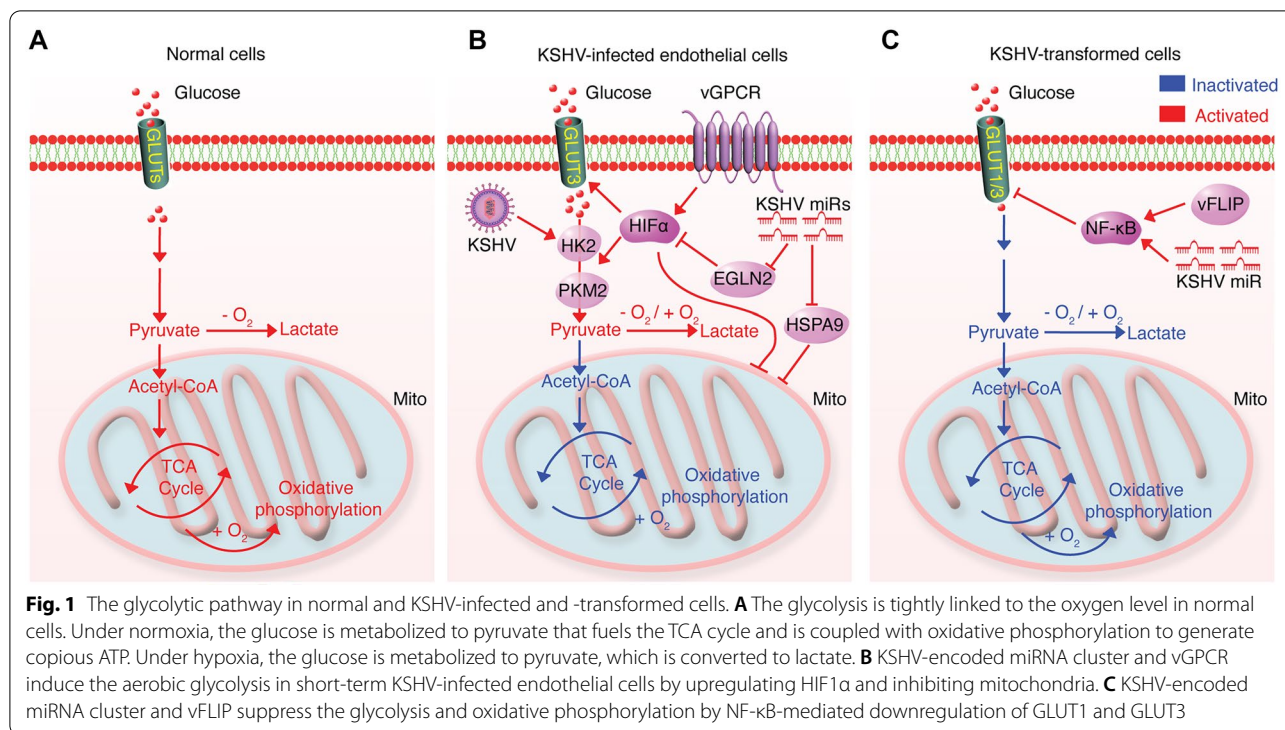 A
Normal cells
Glucose
GLUTs
Pyruvate
- O₂
Lactate
Acetyl-CoA
Mito
TCA
Cycle
Oxidative
phosphorylation
+ O₂
B
KSHV-infected endothelial cells
Glucose
vGPCR
GLUT3
KSHV
HK2
HIFα
KSHV miRs
PKM2
EGLN2
HSPA9
Pyruvate
- O₂ / + O₂
Lactate
Acetyl-CoA
Mito
TCA
Cycle
Oxidative
phosphorylation
+ O₂
C
KSHV-transformed cells
Inactivated
Activated
Glucose
GLUT1/3
vFLIP
NF-κB
KSHV miR
Pyruvate
- O₂ / + O₂
Lactate
Acetyl-CoA
Mito
TCA
Cycle
Oxidative
phosphorylation
+ O₂
Fig. 1 The glycolytic pathway in normal and KSHV-infected and -transformed cells. A The glycolysis is tightly linked to the oxygen level in normal
cells. Under normoxia, the glucose is metabolized to pyruvate that fuels the TCA cycle and is coupled with oxidative phosphorylation to generate
copious ATP. Under hypoxia, the glucose is metabolized to pyruvate, which is converted to lactate. B KSHV-encoded miRNA cluster and vGPCR
induce the aerobic glycolysis in short-term KSHV-infected endothelial cells by upregulating HIF1α and inhibiting mitochondria. C KSHV-encoded
miRNA cluster and vFLIP suppress the glycolysis and oxidative phosphorylation by NF-κB-mediated downregulation of GLUT1 and GLUT3